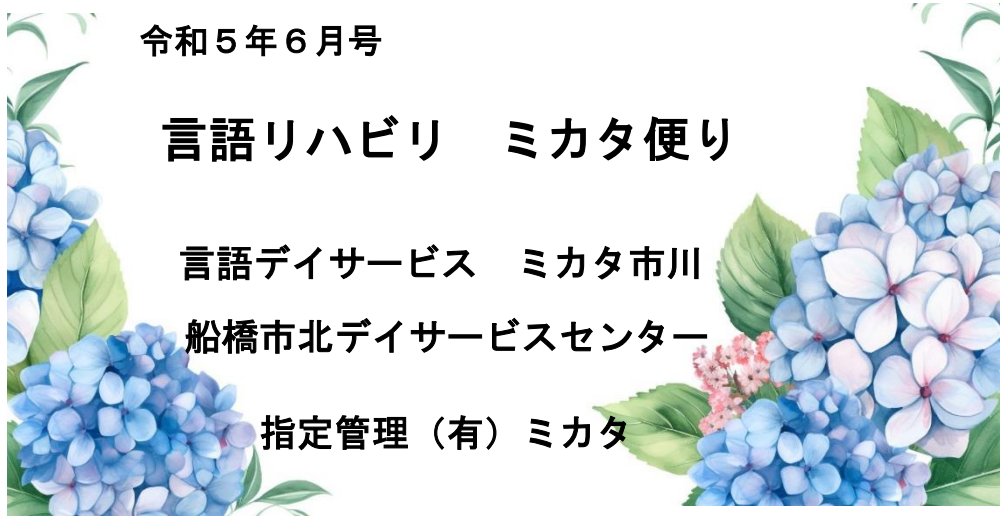 令和５年６月号
言語リハビリ　ミカタ便り
言語デイサービス　ミカタ市川
船橋市北デイサービスセンター
指定管理（有）ミカタ